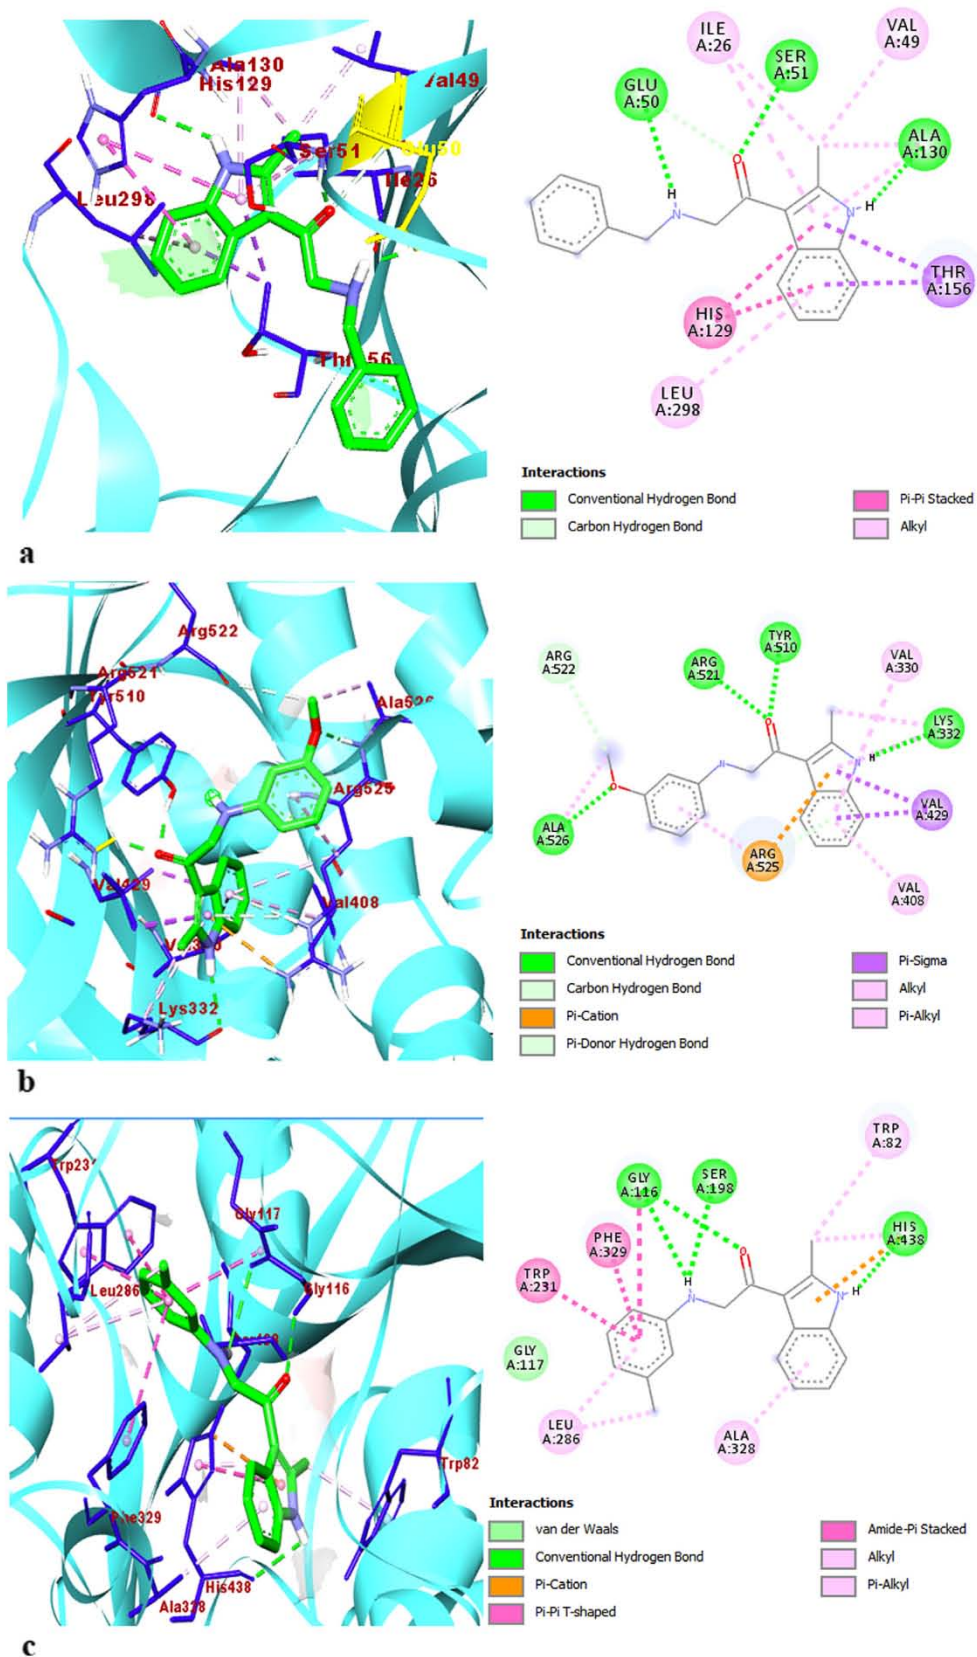 Ala130
His129
Val49
Ser51
Glu50
Ile26
Leu298
ILE
A:26
VAL
A:49
SER
A:51
GLU
A:50
ALA
A:130
THR
A:156
HIS
A:129
LEU
A:298
Interactions
Conventional Hydrogen Bond
Carbon Hydrogen Bond
Pi-Pi Stacked
Alkyl
O
H
N
N
H
a
Arg522
Arg521
Tyr510
Arg525
Val429
Val408
Lys332
ARG
A:522
ARG
A:521
TYR
A:510
VAL
A:330
LYS
A:332
VAL
A:429
ALA
A:526
ARG
A:525
VAL
A:408
O
O
N
N
H
Interactions
Conventional Hydrogen Bond
Carbon Hydrogen Bond
Pi-Cation
Pi-Donor Hydrogen Bond
Pi-Sigma
Alkyl
Pi-Alkyl
b
Gly117
Leu286
Gly116
Trp82
Phe329
His438
Ala328
TRP
A:82
GLY
A:116
SER
A:198
HIS
A:438
PHE
A:329
TRP
A:231
GLY
A:117
LEU
A:286
ALA
A:328
O
H
N
N
H
Interactions
van der Waals
Conventional Hydrogen Bond
Pi-Cation
Pi-Pi T-shaped
Amide-Pi Stacked
Alkyl
Pi-Alkyl
c